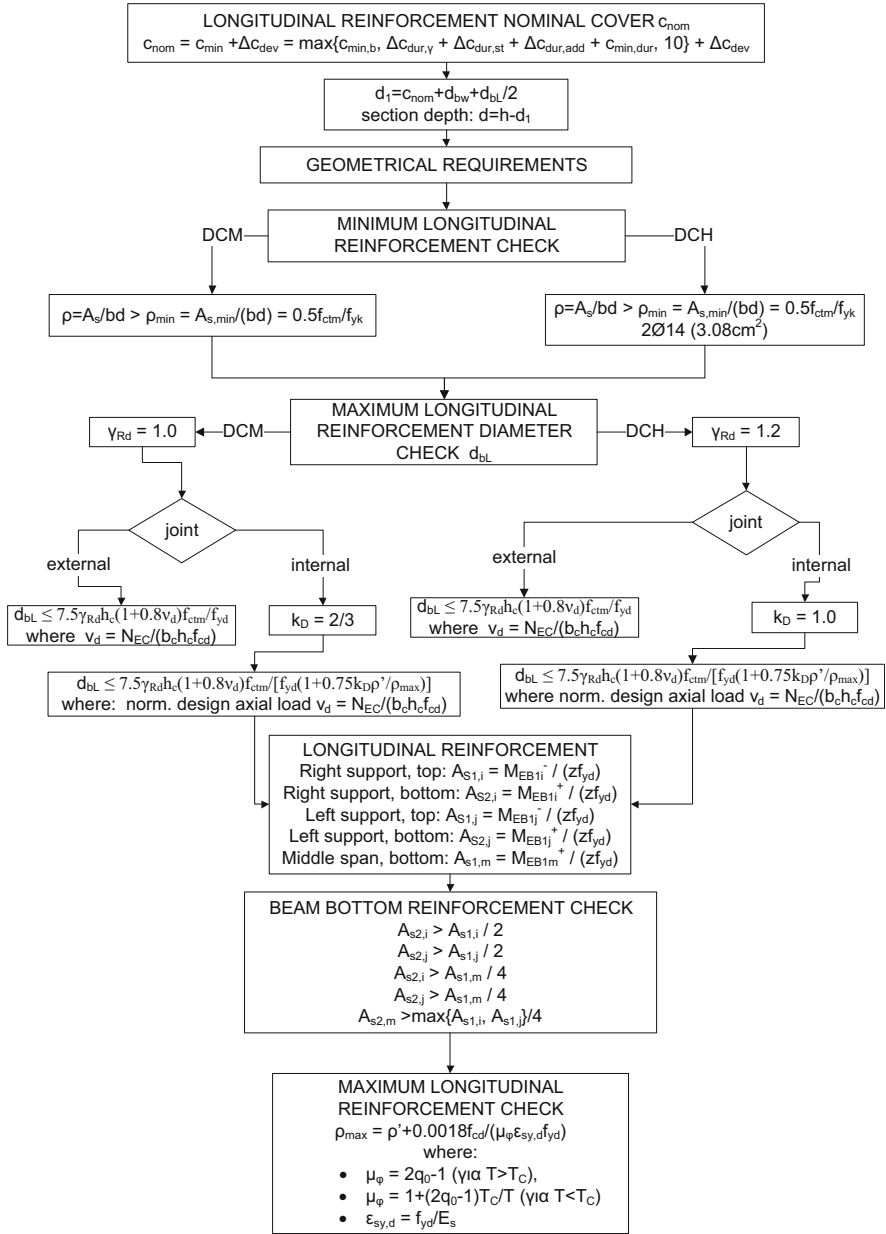 LONGITUDINAL REINFORCEMENT NOMINAL COVER c_nom
c_nom = c_min +Δc_dev = max{c_min,b, Δc_dur,γ + Δc_dur,st + Δc_dur,add + c_min,dur, 10} + Δc_dev
d_1=c_nom+d_bw+d_bL/2
section depth: d=h-d_1
GEOMETRICAL REQUIREMENTS
MINIMUM LONGITUDINAL
REINFORCEMENT CHECK
DCM
DCH
ρ=A_s/bd > ρ_min = A_s,min/(bd) = 0.5f_ctm/f_yk
ρ=A_s/bd > ρ_min = A_s,min/(bd) = 0.5f_ctm/f_yk
2Ø14 (3.08cm²)
MAXIMUM LONGITUDINAL
REINFORCEMENT DIAMETER
CHECK d_bL
DCM
DCH
γ_Rd = 1.0
γ_Rd = 1.2
joint
external
internal
joint
external
internal
d_bL ≤ 7.5γ_Rd h_c(1+0.8ν_d)f_ctm/f_yd
where v_d = N_EC/(b_c h_c f_cd)
k_D = 2/3
d_bL ≤ 7.5γ_Rd h_c(1+0.8ν_d)f_ctm/f_yd
where v_d = N_EC/(b_c h_c f_cd)
k_D = 1.0
d_bL ≤ 7.5γ_Rd h_c(1+0.8ν_d)f_ctm/[f_yd(1+0.75k_Dρ'/ρ_max)]
where: norm. design axial load v_d = N_EC/(b_c h_c f_cd)
d_bL ≤ 7.5γ_Rd h_c(1+0.8ν_d)f_ctm/[f_yd(1+0.75k_Dρ'/ρ_max)]
where norm. design axial load v_d = N_EC/(b_c h_c f_cd)
LONGITUDINAL REINFORCEMENT
Right support, top: A_S1,i = M_EB1i⁻ / (zf_yd)
Right support, bottom: A_S2,i = M_EB1i⁺ / (zf_yd)
Left support, top: A_S1,j = M_EB1j⁻ / (zf_yd)
Left support, bottom: A_S2,j = M_EB1j⁺ / (zf_yd)
Middle span, bottom: A_s1,m = M_EB1m⁺ / (zf_yd)
BEAM BOTTOM REINFORCEMENT CHECK
A_s2,i > A_s1,i / 2
A_s2,j > A_s1,j / 2
A_s2,i > A_s1,m / 4
A_s2,j > A_s1,m / 4
A_s2,m >max{A_s1,i, A_s1,j}/4
MAXIMUM LONGITUDINAL
REINFORCEMENT CHECK
ρ_max = ρ'+0.0018f_cd/(μ_φ ε_sy,d f_yd)
where:
• μ_φ = 2q_0-1 (για T>T_C),
• μ_φ = 1+(2q_0-1)T_C/T (για T<T_C)
• ε_sy,d = f_yd/E_s